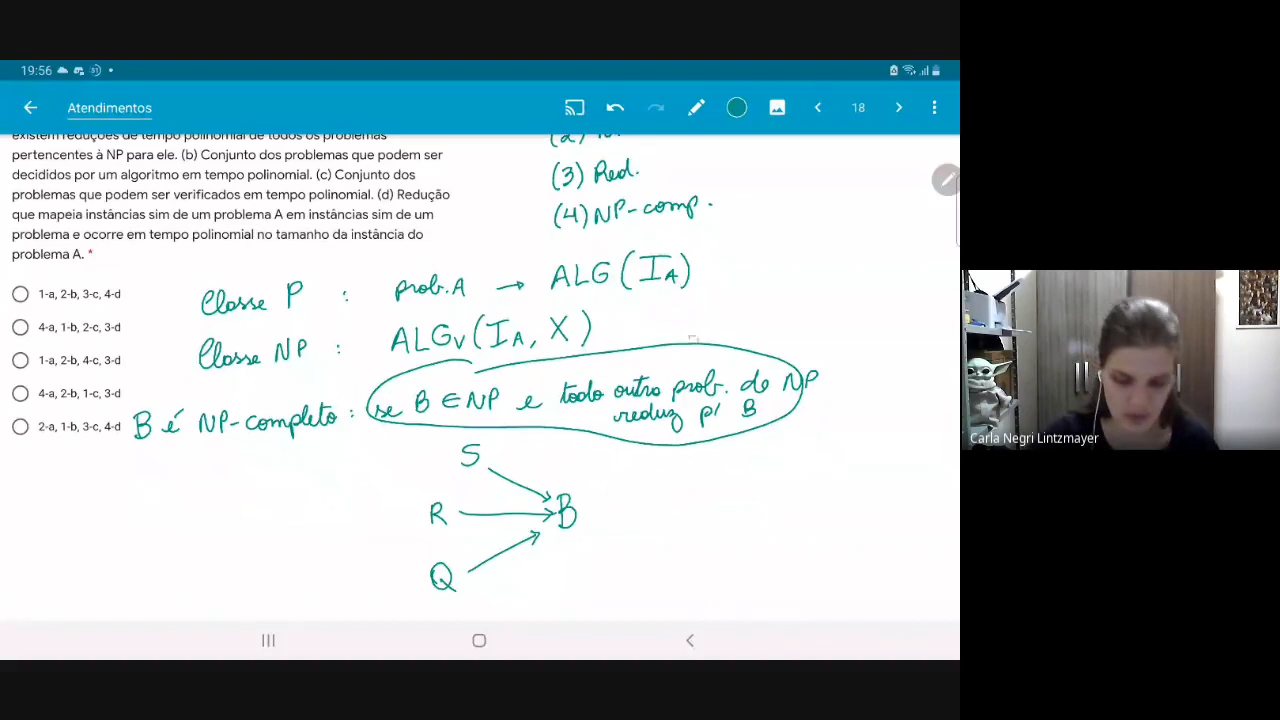 19:56
Atendimentos
18
existem reduções de tempo polinomial de todos os problemas
pertencentes à NP para ele. (b) Conjunto dos problemas que podem ser
decididos por um algoritmo em tempo polinomial. (c) Conjunto dos
problemas que podem ser verificados em tempo polinomial. (d) Redução
que mapeia instâncias sim de um problema A em instâncias sim de um
problema e ocorre em tempo polinomial no tamanho da instância do
problema A. *
(2)
(3) Red.
(4) NP-comp.
1-a, 2-b, 3-c, 4-d
4-a, 1-b, 2-c, 3-d
1-a, 2-b, 4-c, 3-d
4-a, 2-b, 1-c, 3-d
2-a, 1-b, 3-c, 4-d
Classe P : prob. A → ALG (I_A)
Classe NP : ALG_V (I_A, X)
B é NP-completo : se B ∈ NP e todo outro prob. de NP
reduz p/ B
S
R
B
Q
Carla Negri Lintzmayer